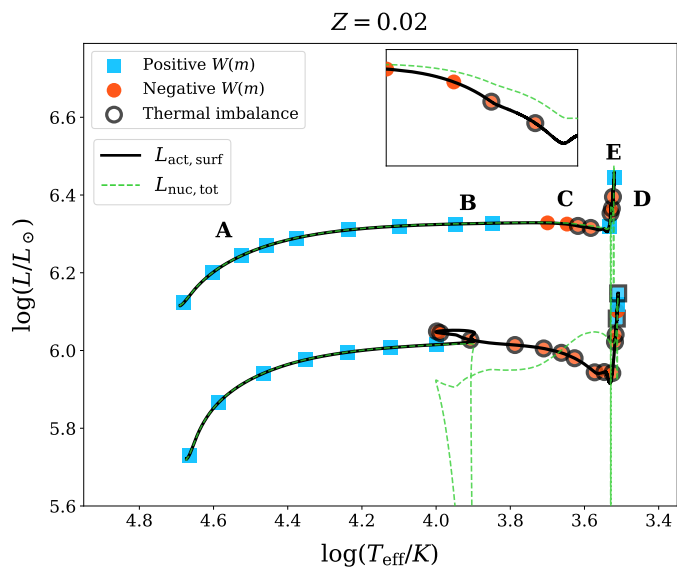 Z = 0.02
Positive W(m)
Negative W(m)
Thermal imbalance
L_act, surf
L_nuc, tot
A
B
C
D
E
log(L/L_⊙)
6.6
6.4
6.2
6.0
5.8
5.6
4.8 4.6 4.4 4.2 4.0 3.8 3.6 3.4
log(T_eff/K)